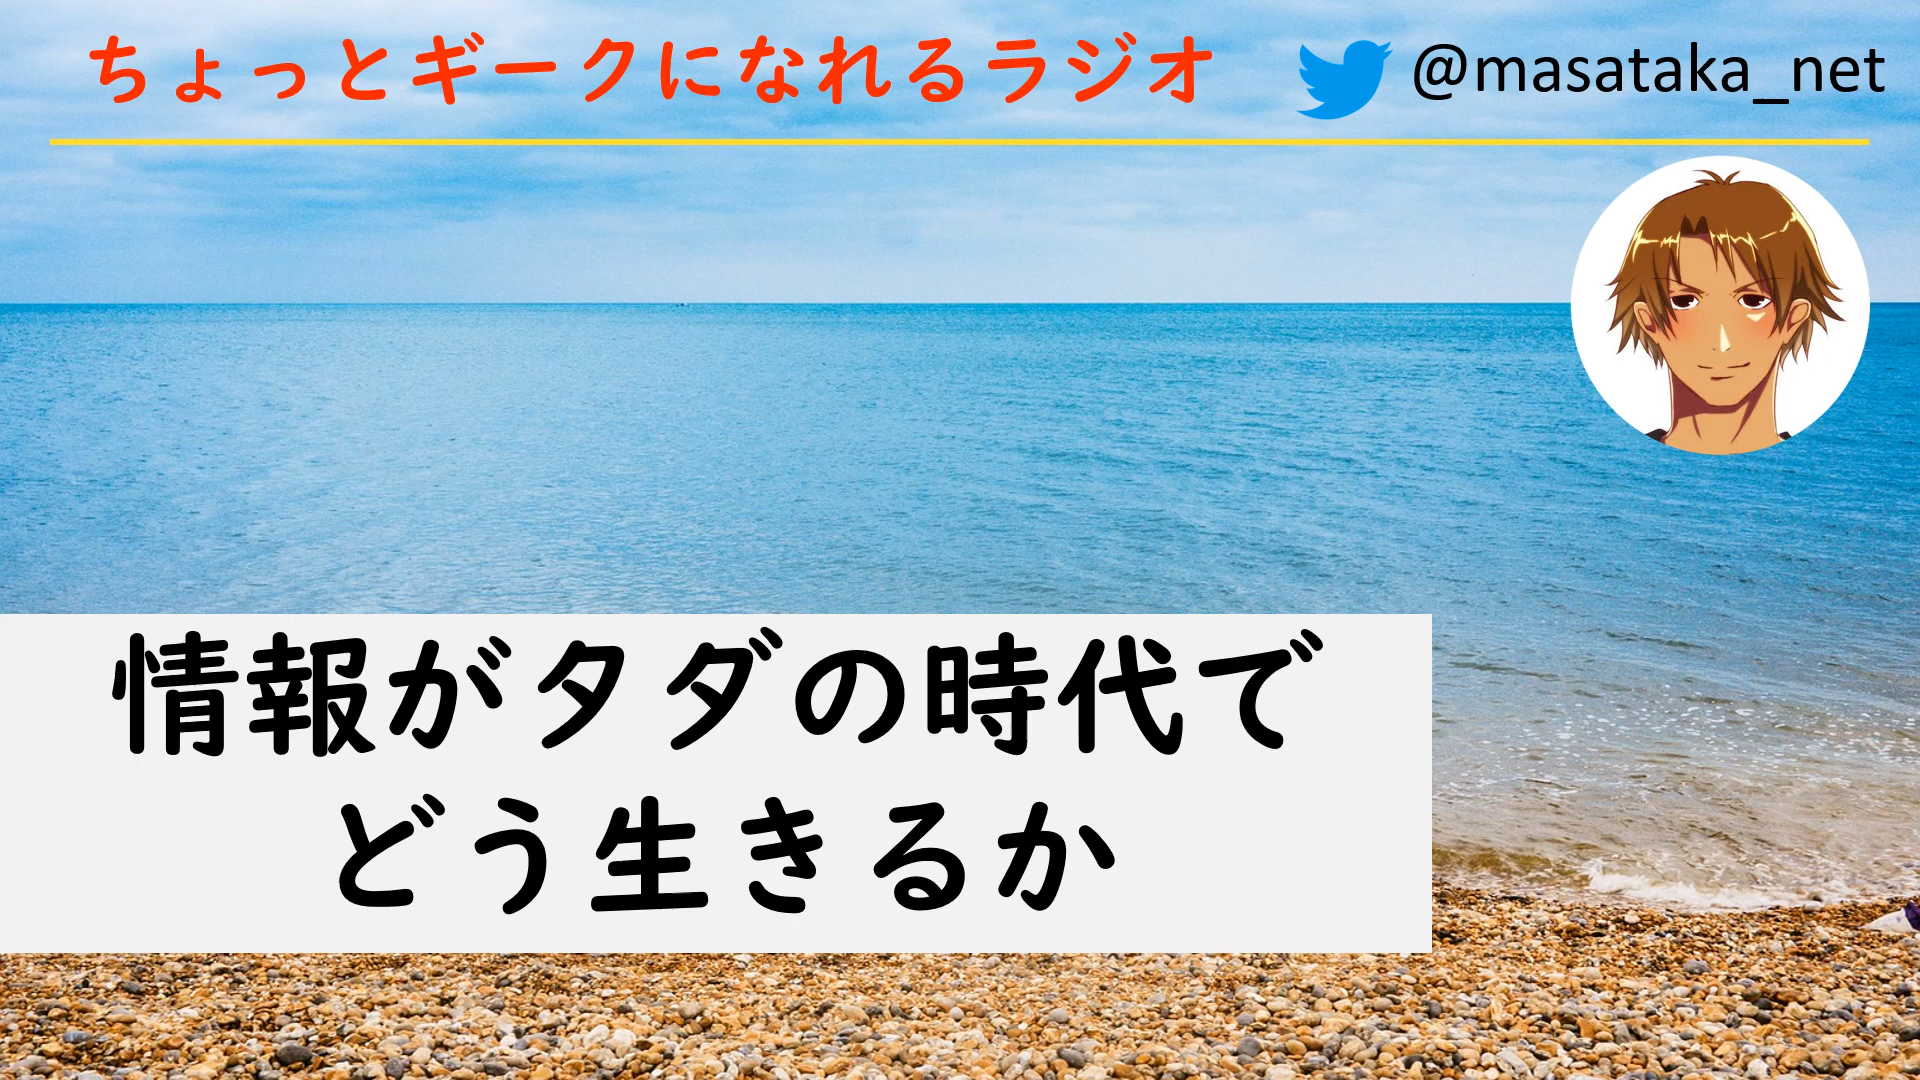 ちょっとギークになれるラジオ
@masataka_net
情報がタダの時代で
どう生きるか